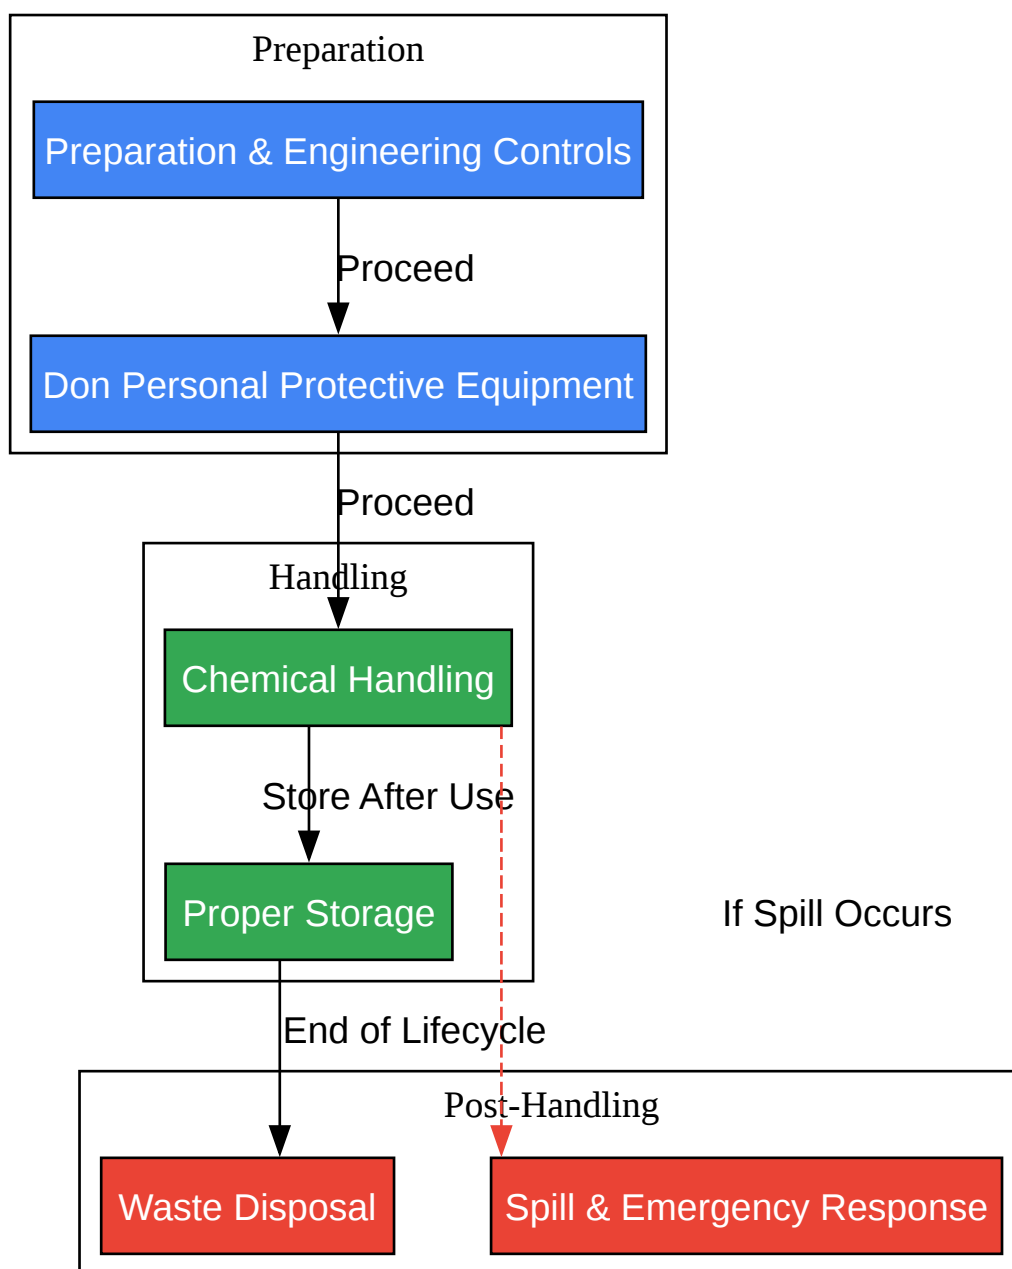 Preparation
Preparation & Engineering Controls
Proceed
Don Personal Protective Equipment
Proceed
Handling
Chemical Handling
Store After Use
Proper Storage
If Spill Occurs
End of Lifecycle
Post-Handling
Waste Disposal
Spill & Emergency Response